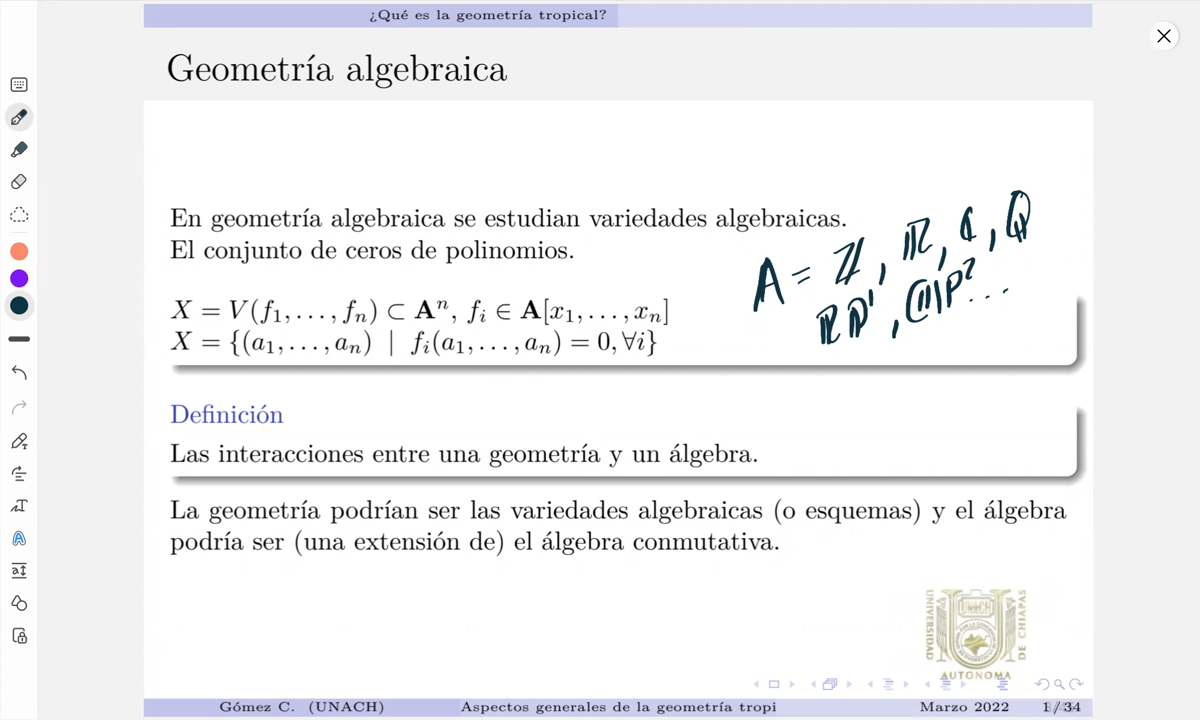 ¿Qué es la geometría tropical?
Geometría algebraica
En geometría algebraica se estudian variedades algebraicas.
El conjunto de ceros de polinomios.
A = ℤ, ℝ, ℂ, ℚ
ℝP¹, ℂP² ...
X = V(f₁, . . . , fₙ) ⊂ Aⁿ, fᵢ ∈ A[x₁, . . . , xₙ]
X = {(a₁, . . . , aₙ) | fᵢ(a₁, . . . , aₙ) = 0, ∀i}
Definición
Las interacciones entre una geometría y un álgebra.
La geometría podrían ser las variedades algebraicas (o esquemas) y el álgebra
podría ser (una extensión de) el álgebra conmutativa.
UNACH
UNIVERSIDAD
AUTONOMA
DE CHIAPAS
Gómez C. (UNACH) Aspectos generales de la geometría tropi Marzo 2022 /34